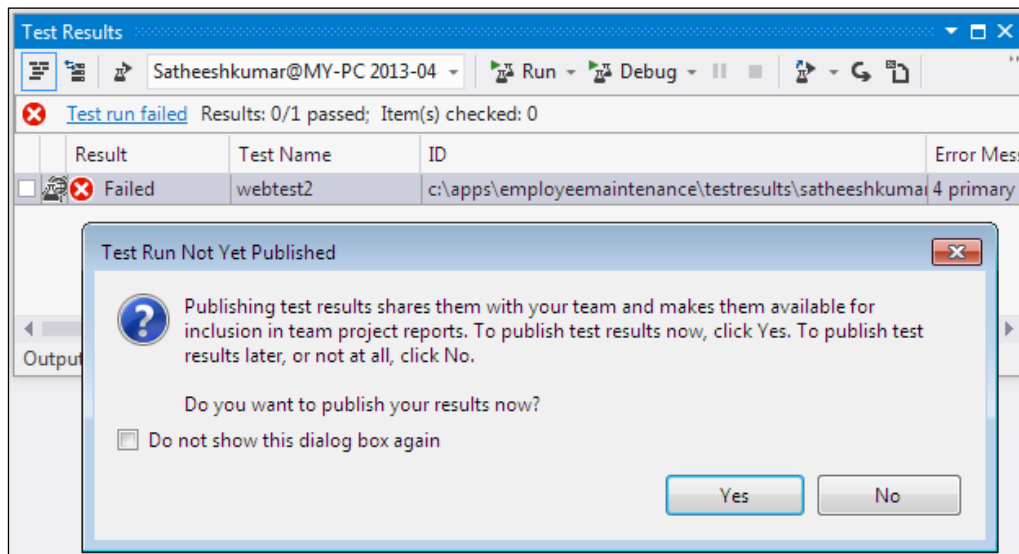 Test Results
Satheeshkumar@MY-PC 2013-04 Run Debug
Test run failed Results: 0/1 passed; Item(s) checked: 0
Result Test Name ID Error Mes
Failed webtest2 c:\apps\employeemaintenance\testresults\satheeshkumar 4 primary
Test Run Not Yet Published
Publishing test results shares them with your team and makes them available for
inclusion in team project reports. To publish test results now, click Yes. To publish test
results later, or not at all, click No.
Output
Do you want to publish your results now?
Do not show this dialog box again
Yes No